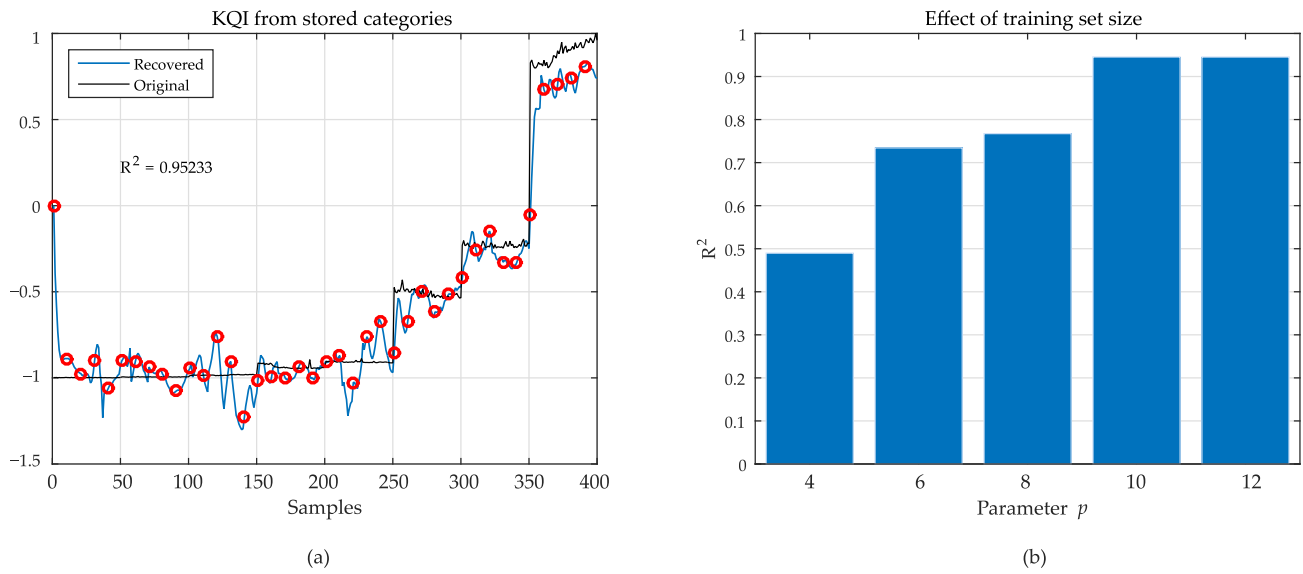 KQI from stored categories
1
0.5
0
−0.5
−1
−1.5
Recovered
Original
R² = 0.95233
0 50 100 150 200 250 300 350 400
Samples
(a)
Effect of training set size
1
0.9
0.8
0.7
0.6
0.5
0.4
0.3
0.2
0.1
0
R²
4 6 8 10 12
Parameter p
(b)